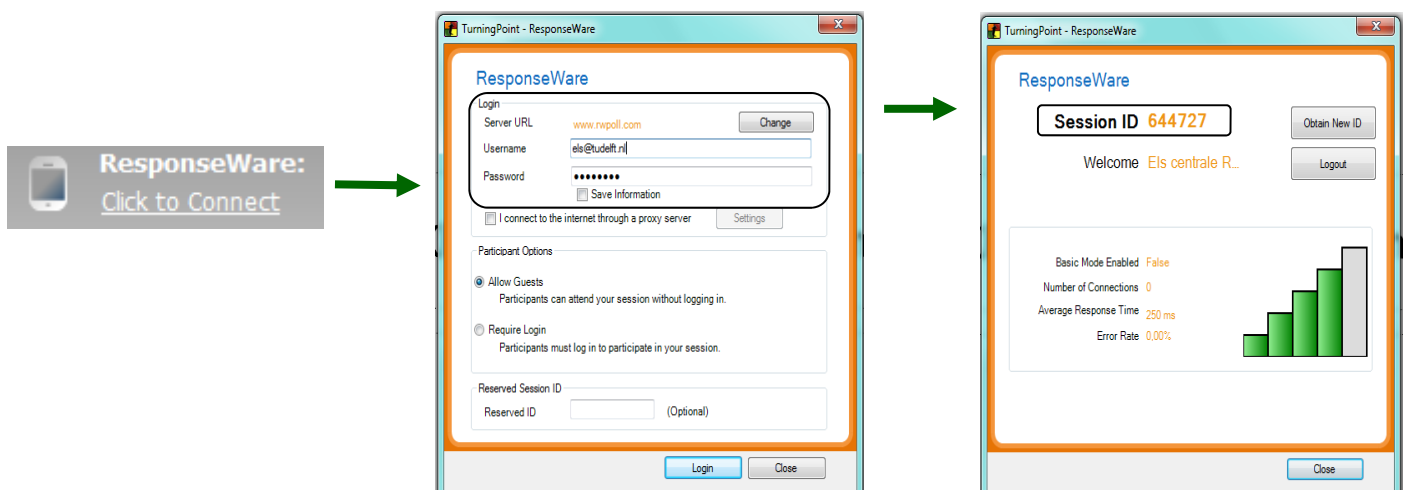 ResponseWare:
Click to Connect
TurningPoint - ResponseWare
X
ResponseWare
Login
Server URL www.rwpoll.com Change
Username els@tudelft.nl
Password ••••••••
Save Information
I connect to the internet through a proxy server Settings
Participant Options
Allow Guests
Participants can attend your session without logging in.
Require Login
Participants must log in to participate in your session.
Reserved Session ID
Reserved ID (Optional)
Login Close
TurningPoint - ResponseWare
X
ResponseWare
Session ID 644727 Obtain New ID
Welcome Els centrale R... Logout
Basic Mode Enabled False
Number of Connections 0
Average Response Time 250 ms
Error Rate 0,00%
Close